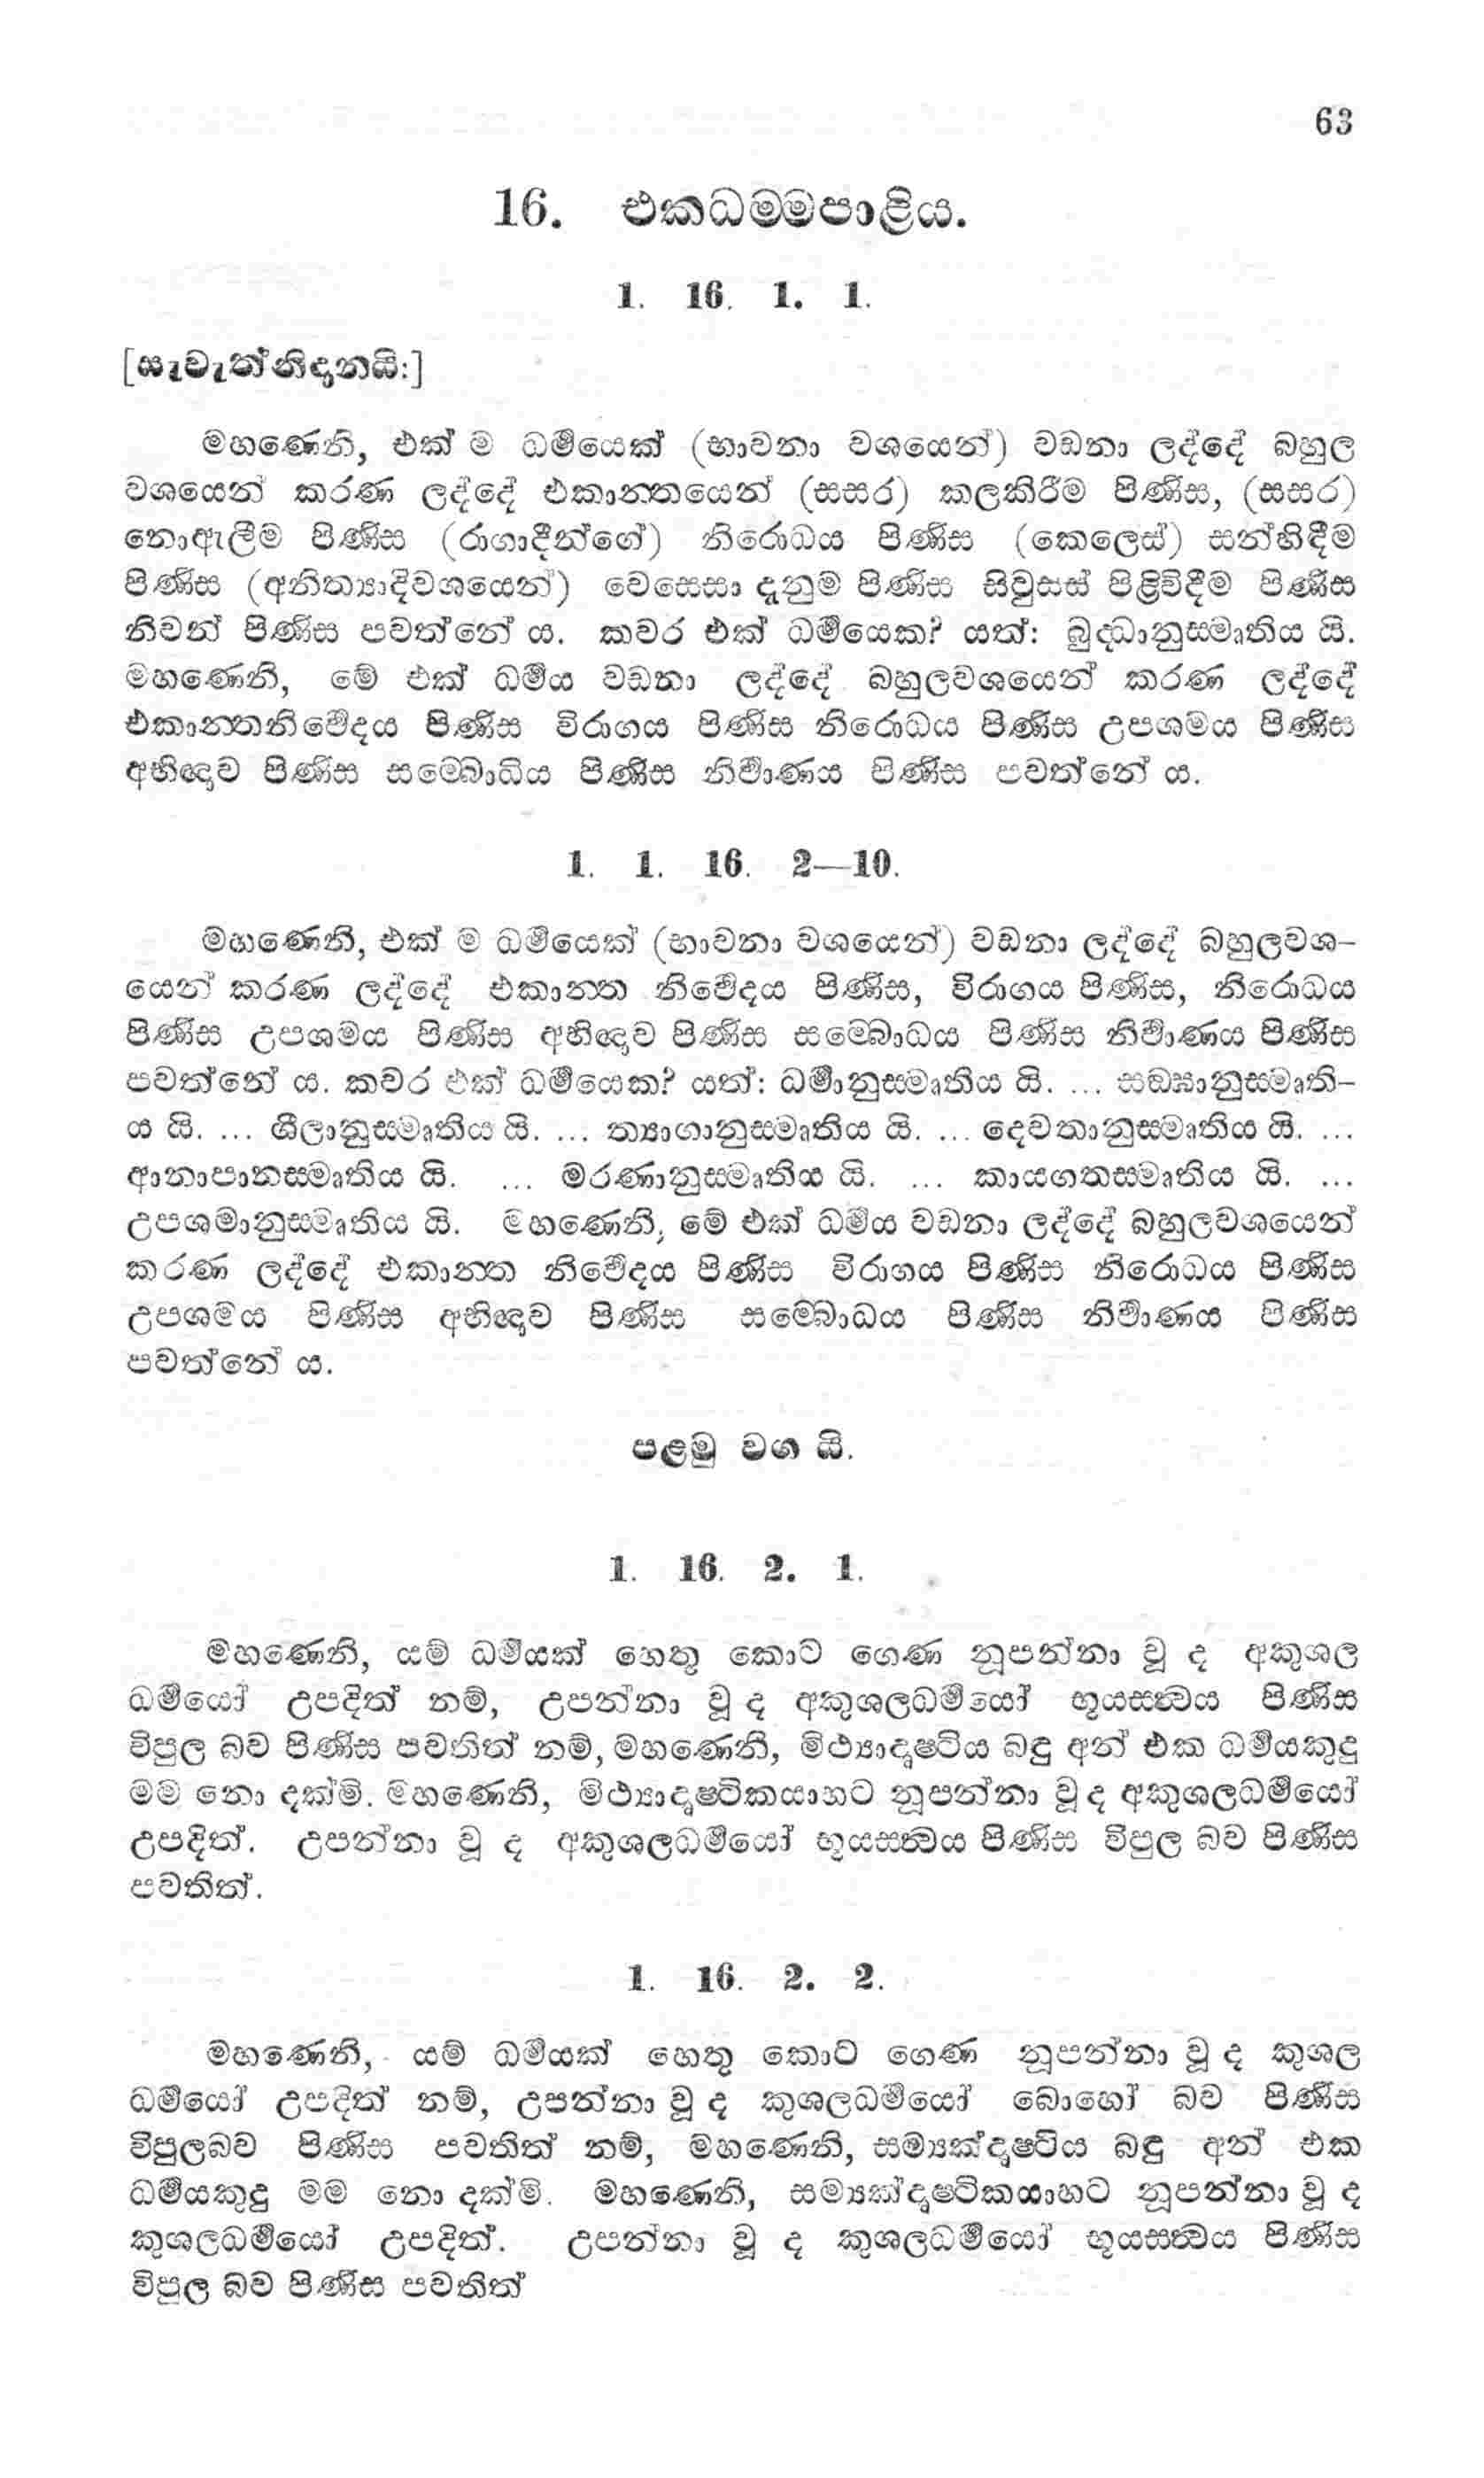 63
16. එකධම්මපාළිය.
1. 16. 1. 1.
[සැවැත්නිදානයි:]
මහණෙනි, එක් ම ධර්‍මයෙක් (භාවනා වශයෙන්) වඩනා ලද්දේ බහුල
වශයෙන් කරණ ලද්දේ එකාන්තයෙන් (සසර) කලකිරීම පිණිස, (සසර)
නොඇලීම පිණිස (රාගාදීන්ගේ) නිරොධය පිණිස (කෙලෙස්) සන්හිඳීම
පිණිස (අනිත්‍යාදිවශයෙන්) වෙසෙසා දැනුම පිණිස සිවුසස් පිළිවිදීම පිණිස
නිවන් පිණිස පවත්නේ ය. කවර එක් ධර්‍මයෙක? යත්: බුද්ධානුස්මෘතිය යි.
මහණෙනි, මේ එක් ධර්‍මය වඩනා ලද්දේ බහුලවශයෙන් කරණ ලද්දේ
එකාන්තනිර්‍වේදය පිණිස විරාගය පිණිස නිරොධය පිණිස උපශමය පිණිස
අභිඥාව පිණිස සම්බොධිය පිණිස නිර්‍වාණය පිණිස පවත්නේ ය.
1. 1. 16. 2—10.
මහණෙනි, එක් ම ධර්‍මයෙක් (භාවනා වශයෙන්) වඩනා ලද්දේ බහුලවශ-
යෙන් කරණ ලද්දේ එකාන්ත නිර්‍වේදය පිණිස, විරාගය පිණිස, නිරොධය
පිණිස උපශමය පිණිස අභිඥාව පිණිස සම්බොධය පිණිස නිර්‍වාණය පිණිස
පවත්නේ ය. කවර එක් ධර්‍මයෙක? යත්: ධර්‍මානුස්මෘතිය යි. ... සඞ්ඝානුස්මෘති-
ය යි. ... ශීලානුස්මෘතිය යි. ... ත්‍යාගානුස්මෘතිය යි. ... දෙවතානුස්මෘතිය යි. ...
ආනාපානස්මෘතිය යි. ... මරණානුස්මෘතිය යි. ... කායගතස්මෘතිය යි. ...
උපශමානුස්මෘතිය යි. මහණෙනි, මේ එක් ධර්‍මය වඩනා ලද්දේ බහුලවශයෙන්
කරණ ලද්දේ එකාන්ත නිර්‍වේදය පිණිස විරාගය පිණිස නිරොධය පිණිස
උපශමය පිණිස අභිඥාව පිණිස සම්බොධය පිණිස නිර්‍වාණය පිණිස
පවත්නේ ය.
පළමු වග යි.
1. 16. 2. 1.
මහණෙනි, යම් ධර්‍මයක් හෙතු කොට ගෙණ නූපන්නා වූ ද අකුශල
ධර්‍මයෝ උපදිත් නම්, උපන්නා වූ ද අකුශලධර්‍මයෝ භූයස්ත්‍වය පිණිස
විපුල බව පිණිස පවතිත් නම්, මහණෙනි, මිථ්‍යාදෘෂ්ටිය බඳු අන් එක ධර්‍මයකුදු
මම නො දක්මි. මහණෙනි, මිථ්‍යාදෘෂ්ටිකයාහට නූපන්නා වූ ද අකුශලධර්‍මයෝ
උපදිත්. උපන්නා වූ ද අකුශලධර්‍මයෝ භූයස්ත්‍වය පිණිස විපුල බව පිණිස
පවතිත්.
1. 16. 2. 2.
මහණෙනි, යම් ධර්‍මයක් හෙතු කොට ගෙණ නූපන්නා වූ ද කුශල
ධර්‍මයෝ උපදිත් නම්, උපන්නා වූ ද කුශලධර්‍මයෝ බොහෝ බව පිණිස
විපුලබව පිණිස පවතිත් නම්, මහණෙනි, සම්‍යක්දෘෂ්ටිය බඳු අන් එක
ධර්‍මයකුදු මම නො දක්මි. මහණෙනි, සම්‍යක්දෘෂ්ටිකයාහට නූපන්නා වූ ද
කුශලධර්‍මයෝ උපදිත්. උපන්නා වූ ද කුශලධර්‍මයෝ භූයස්ත්‍වය පිණිස
විපුල බව පිණිස පවතිත්